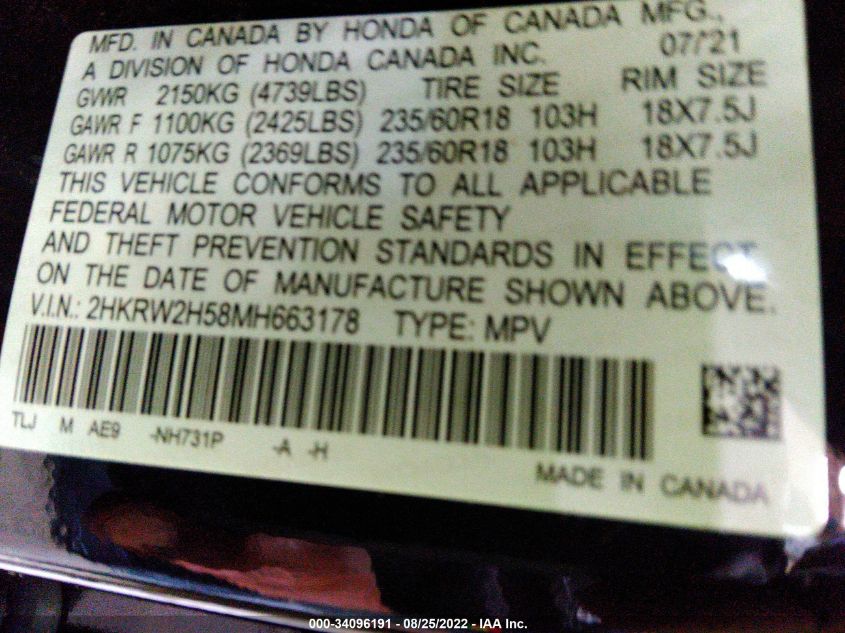 MFD. IN CANADA BY HONDA OF CANADA MFG.,
A DIVISION OF HONDA CANADA INC. 07/'21
GVWR 2150KG (4739LBS) TIRE SIZE RIM SIZE
GAWR F 1100KG (2425LBS) 235/60R18 103H 18X7.5J
GAWR R 1075KG (2369LBS) 235/60R18 103H 18X7.5J
THIS VEHICLE CONFORMS TO ALL APPLICABLE
FEDERAL MOTOR VEHICLE SAFETY
AND THEFT PREVENTION STANDARDS IN EFFECT
ON THE DATE OF MANUFACTURE SHOWN ABOVE.
V.I.N.: 2HKRW2H58MH663178 TYPE: MPV
TLJ M AE9 -NH731P -A -H
MADE IN CANADA
000-34096191 - 08/25/2022 - IAA Inc.